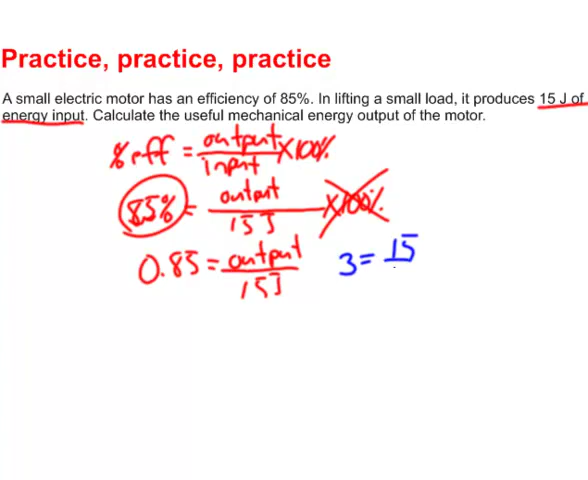 Practice, practice, practice
A small electric motor has an efficiency of 85%. In lifting a small load, it produces 15 J of
energy input. Calculate the useful mechanical energy output of the motor.
%eff = output/input ×100%
85% = output/15J ×100%
0.85 = output/15J 3 = 15